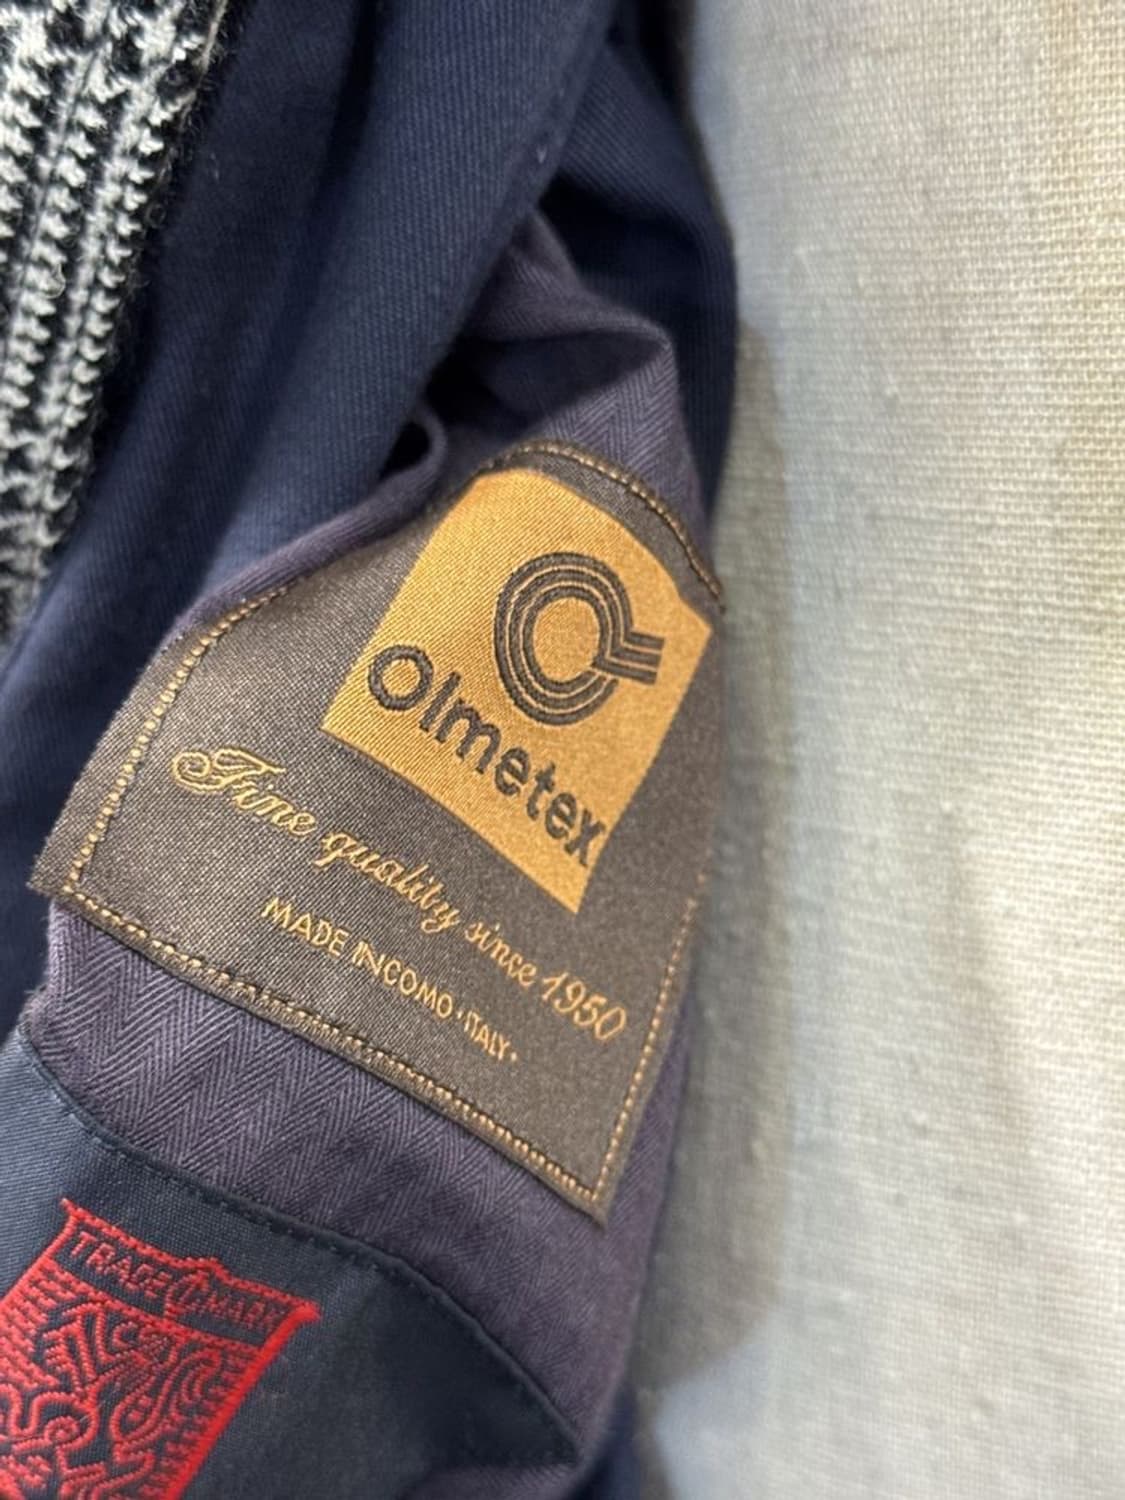 Olmetex
Fine quality since 1950
MADE IN COMO · ITALY ·
TRADE MARK